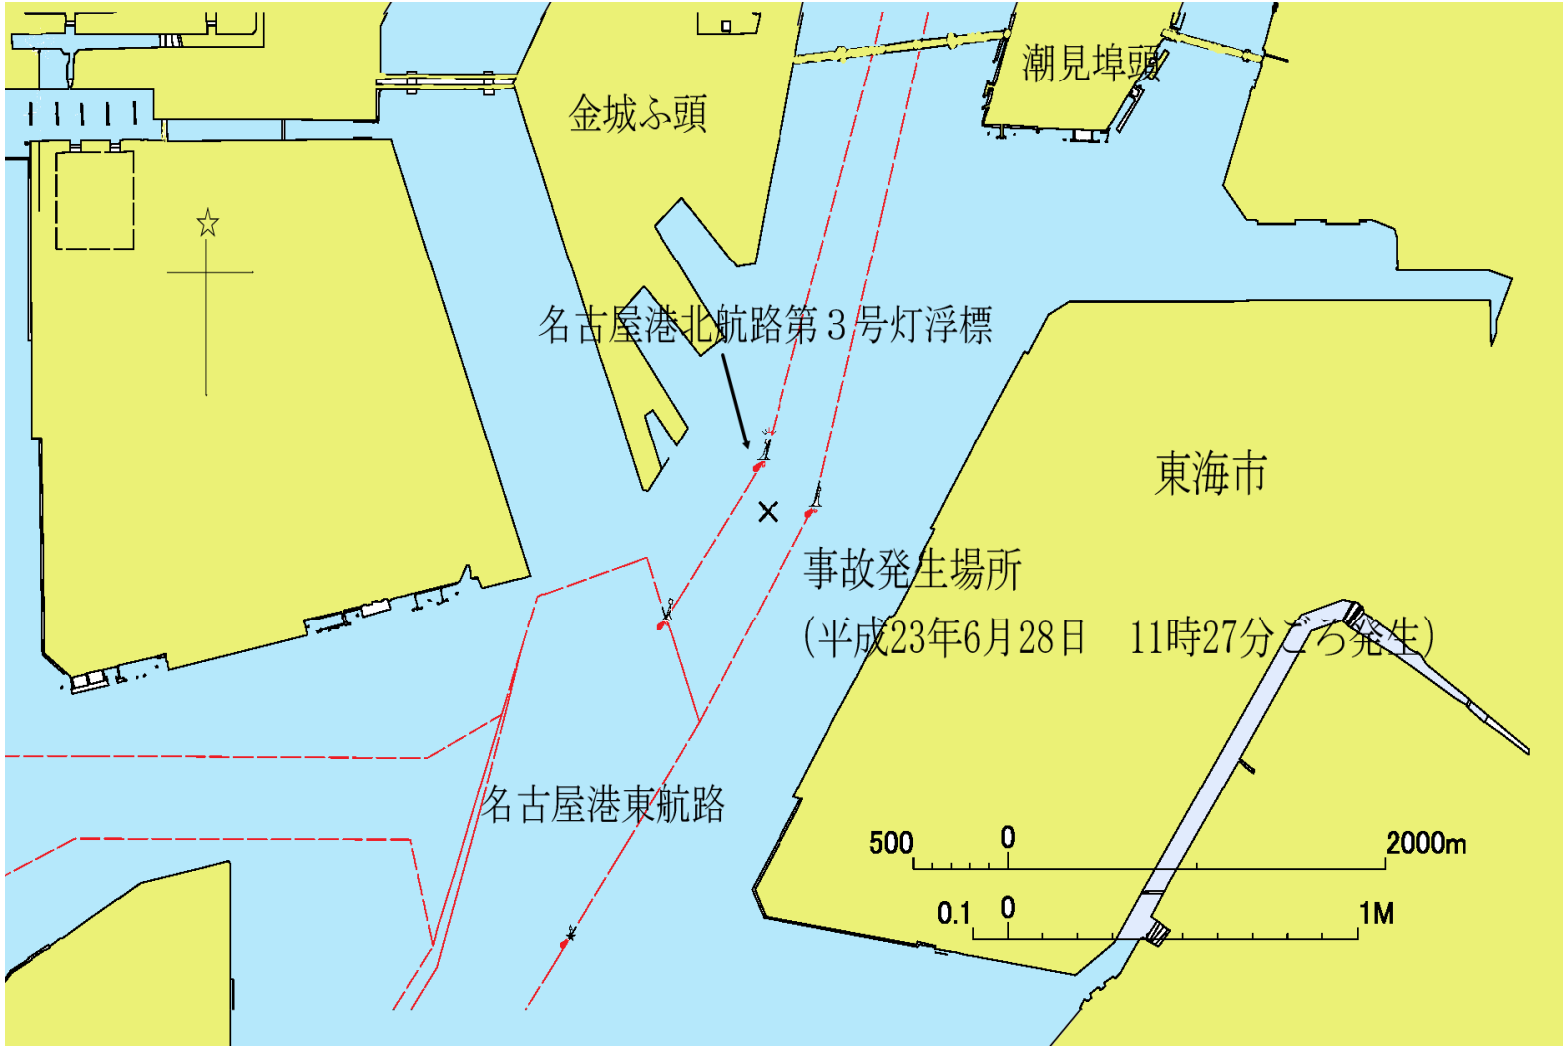 潮見埠頭
金城ふ頭
名古屋港北航路第３号灯浮標
東海市
事故発生場所
(平成23年6月28日　11時27分ごろ発生)
名古屋港東航路
500 0 2000m
0.1 0 1M